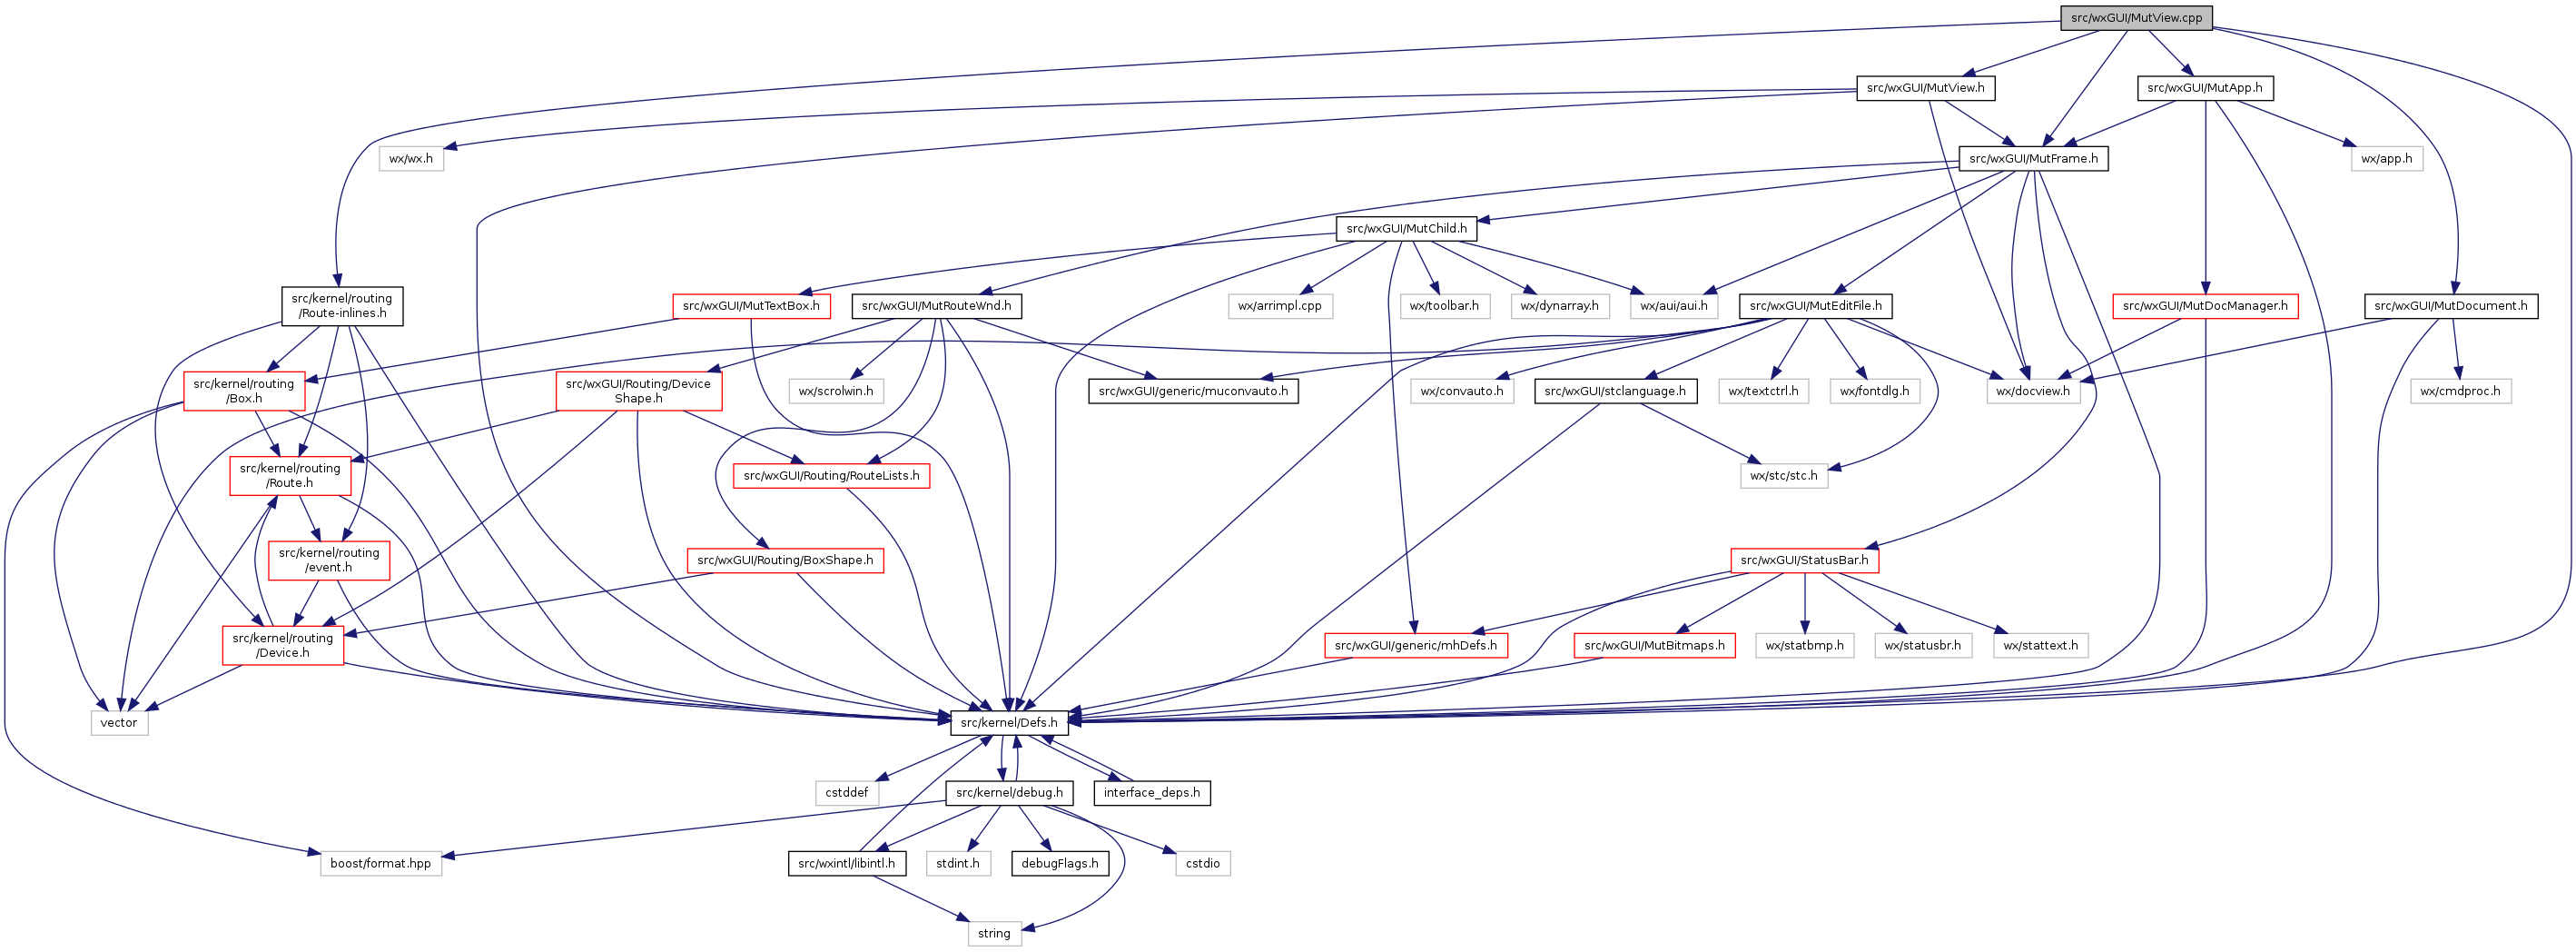 src/wxGUI/MutView.cpp
src/wxGUI/MutView.h
src/wxGUI/MutApp.h
wx/wx.h
src/wxGUI/MutFrame.h
wx/app.h
src/wxGUI/MutChild.h
src/kernel/routing
/Route-inlines.h
src/wxGUI/MutTextBox.h
src/wxGUI/MutRouteWnd.h
wx/arrimpl.cpp
wx/toolbar.h
wx/dynarray.h
wx/aui/aui.h
src/wxGUI/MutEditFile.h
src/wxGUI/MutDocManager.h
src/wxGUI/MutDocument.h
src/kernel/routing
/Box.h
src/wxGUI/Routing/Device
Shape.h
wx/scrolwin.h
src/wxGUI/generic/muconvauto.h
wx/convauto.h
src/wxGUI/stclanguage.h
wx/textctrl.h
wx/fontdlg.h
wx/docview.h
wx/cmdproc.h
src/kernel/routing
/Route.h
src/wxGUI/Routing/RouteLists.h
wx/stc/stc.h
src/kernel/routing
/event.h
src/wxGUI/Routing/BoxShape.h
src/wxGUI/StatusBar.h
src/kernel/routing
/Device.h
src/wxGUI/generic/mhDefs.h
src/wxGUI/MutBitmaps.h
wx/statbmp.h
wx/statusbr.h
wx/stattext.h
vector
src/kernel/Defs.h
cstddef
src/kernel/debug.h
interface_deps.h
boost/format.hpp
src/wxintl/libintl.h
stdint.h
debugFlags.h
cstdio
string